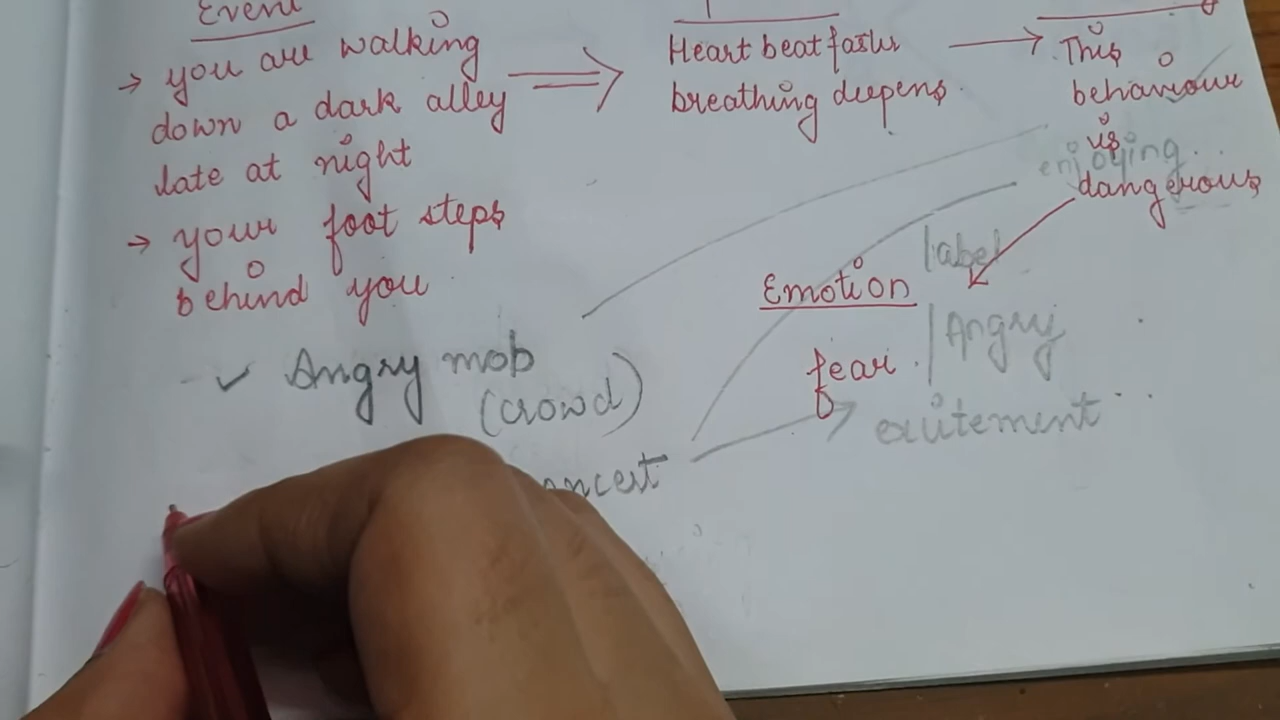 Event
→ you are walking
down a dark alley
late at night
→ your foot steps
behind you
⇒
Heart beat faster
breathing deepens
→
This
behaviour
is
enjoying...
dangerous
label
Emotion
fear. / Angry
excitement ...
✓ Angry mob
(crowd)